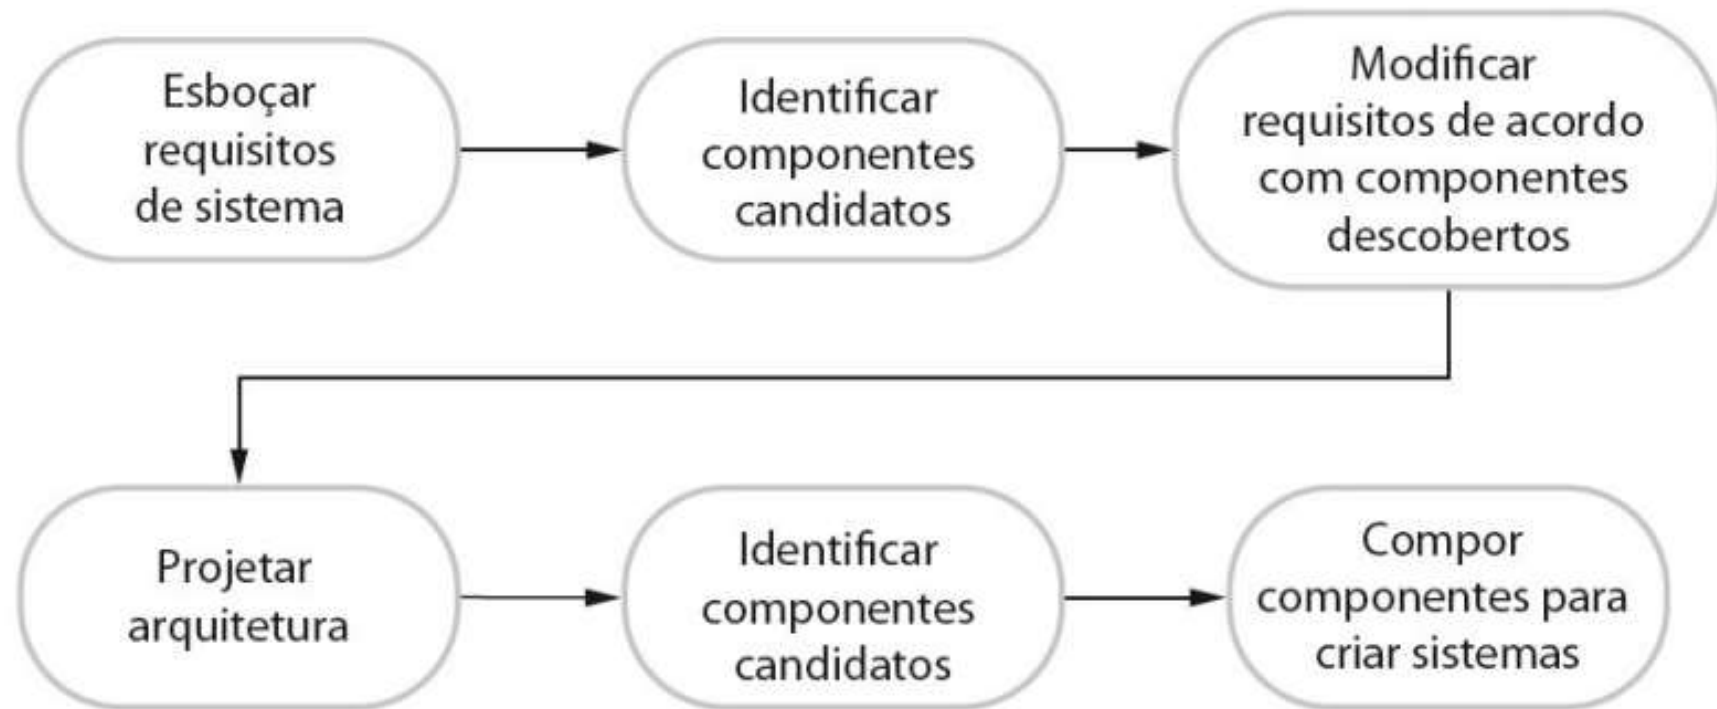 Esboçar
requisitos
de sistema
Identificar
componentes
candidatos
Modificar
requisitos de acordo
com componentes
descobertos
Projetar
arquitetura
Identificar
componentes
candidatos
Compor
componentes para
criar sistemas